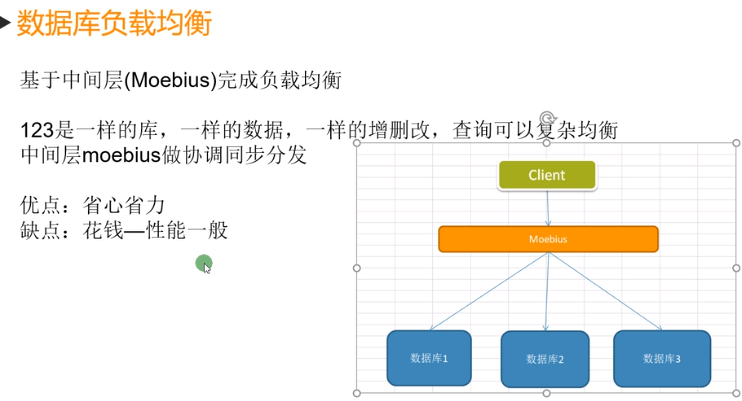 数据库负载均衡
基于中间层(Moebius)完成负载均衡
123是一样的库，一样的数据，一样的增删改，查询可以复杂均衡
中间层moebius做协调同步分发
优点：省心省力
缺点：花钱—性能一般
Client
Moebius
数据库1
数据库2
数据库3